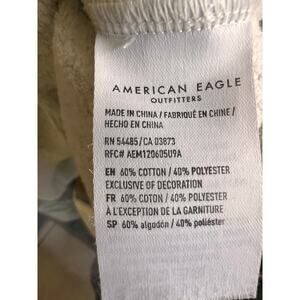 AMERICAN EAGLE
OUTFITTERS
MADE IN CHINA / FABRIQUÉ EN CHINE /
HECHO EN CHINA
RN 54485/CA 03873
RFC# AEM120605U9A
EN 60% COTTON / 40% POLYESTER
EXCLUSIVE OF DECORATION
FR 60% COTON / 40% POLYESTER
À L'EXCEPTION DE LA GARNITURE
SP 60% algodón / 40% poliéster